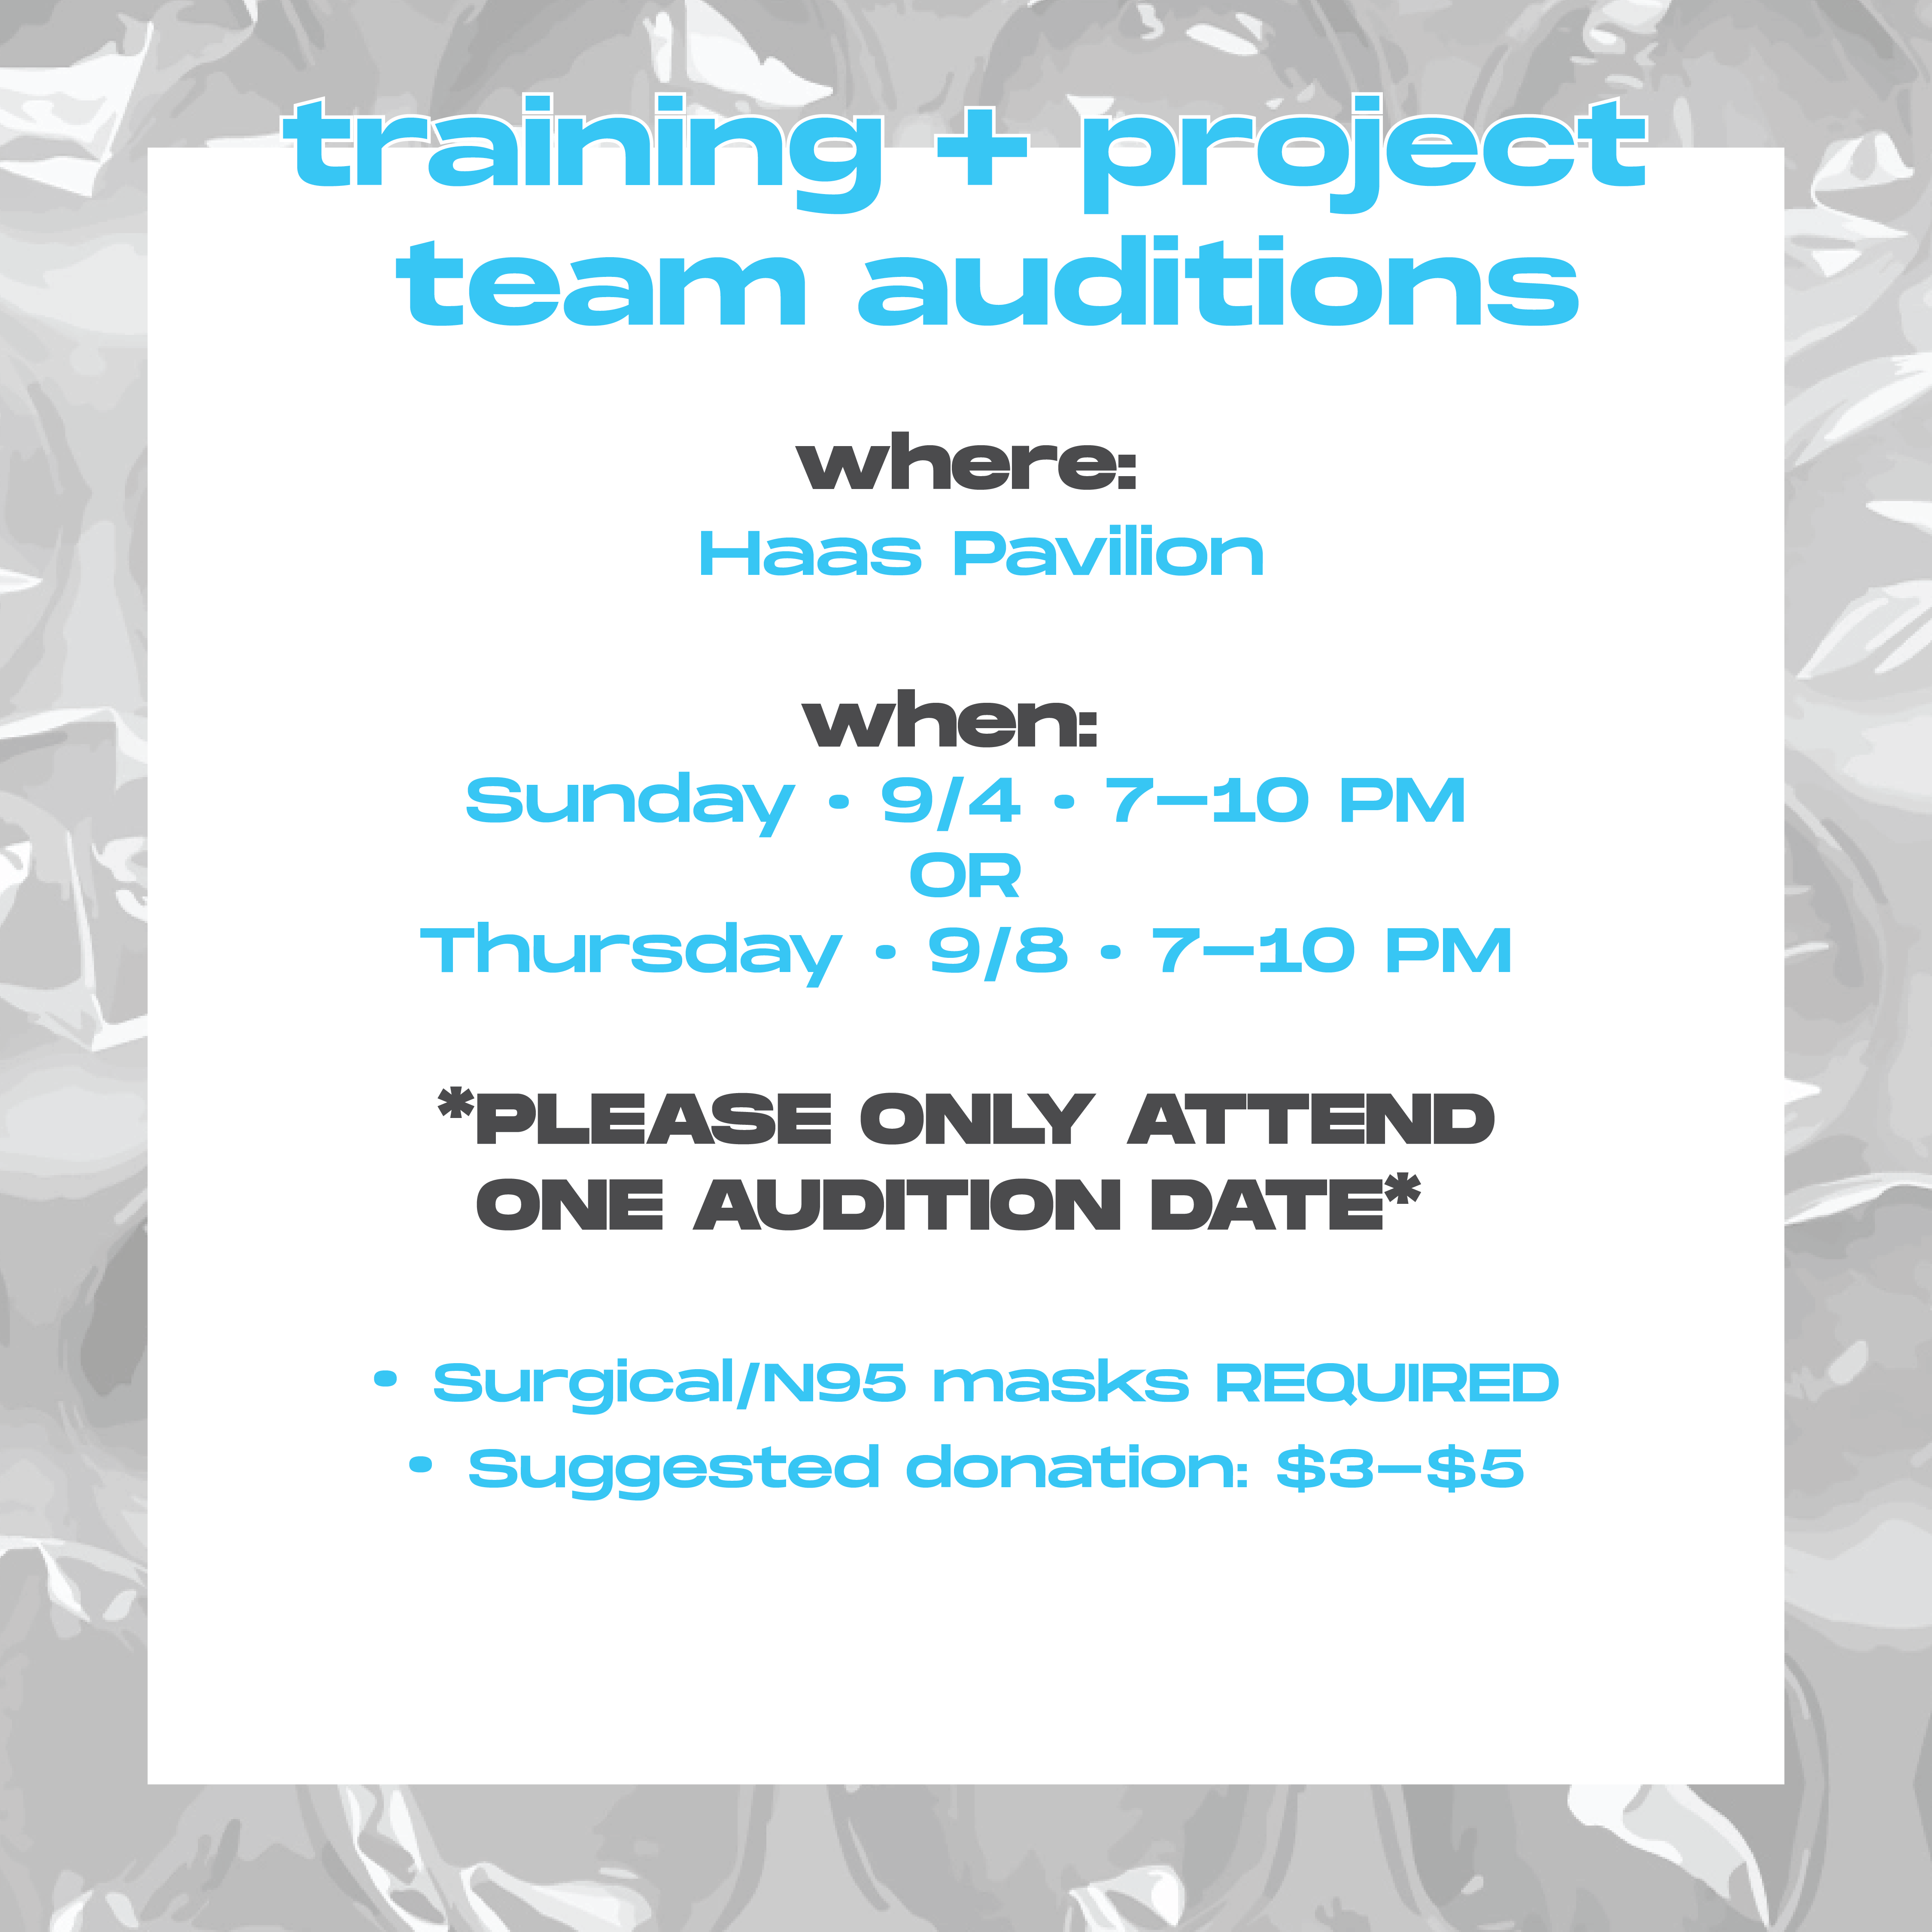 training + project
team auditions
where:
Haas Pavilion
when:
Sunday • 9/4 • 7–10 PM
OR
Thursday • 9/8 • 7–10 PM
*PLEASE ONLY ATTEND
ONE AUDITION DATE*
• Surgical/N95 masks REQUIRED
• Suggested donation: $3–$5